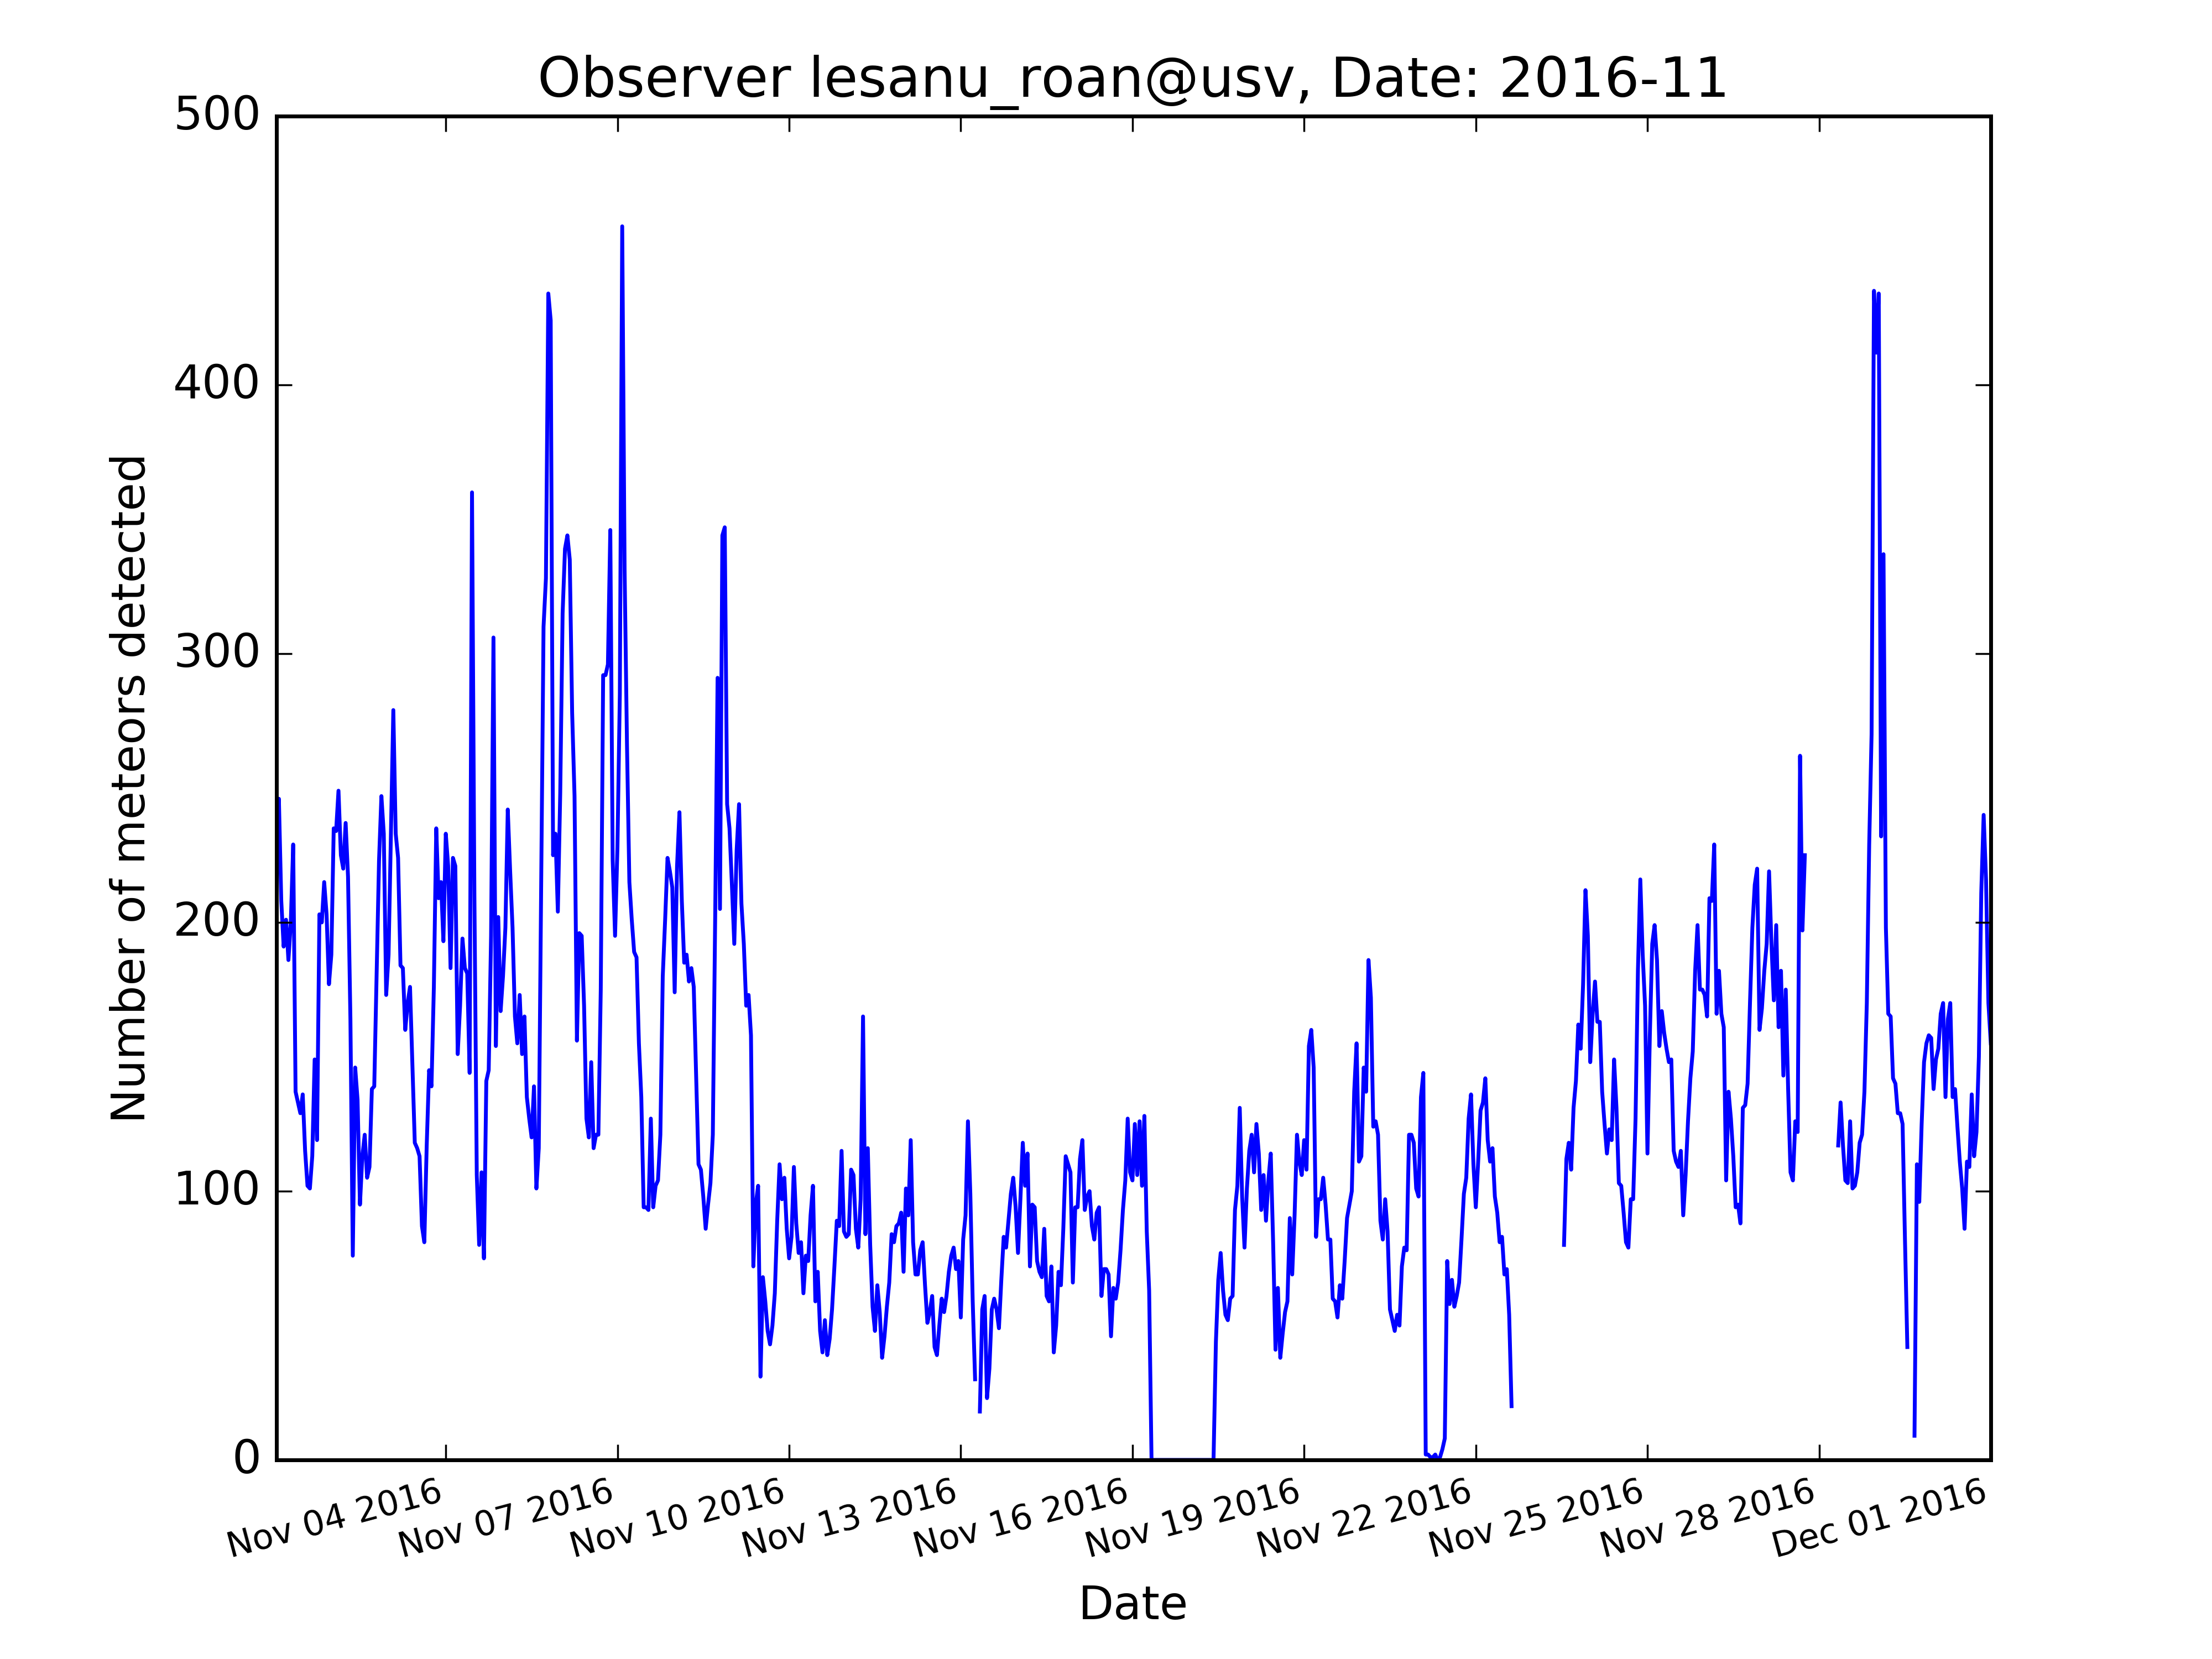 Observer lesanu_roan@usv, Date: 2016-11
500
400
300
200
100
0
Number of meteors detected
Nov 04 2016
Nov 07 2016
Nov 10 2016
Nov 13 2016
Nov 16 2016
Nov 19 2016
Nov 22 2016
Nov 25 2016
Nov 28 2016
Dec 01 2016
Date